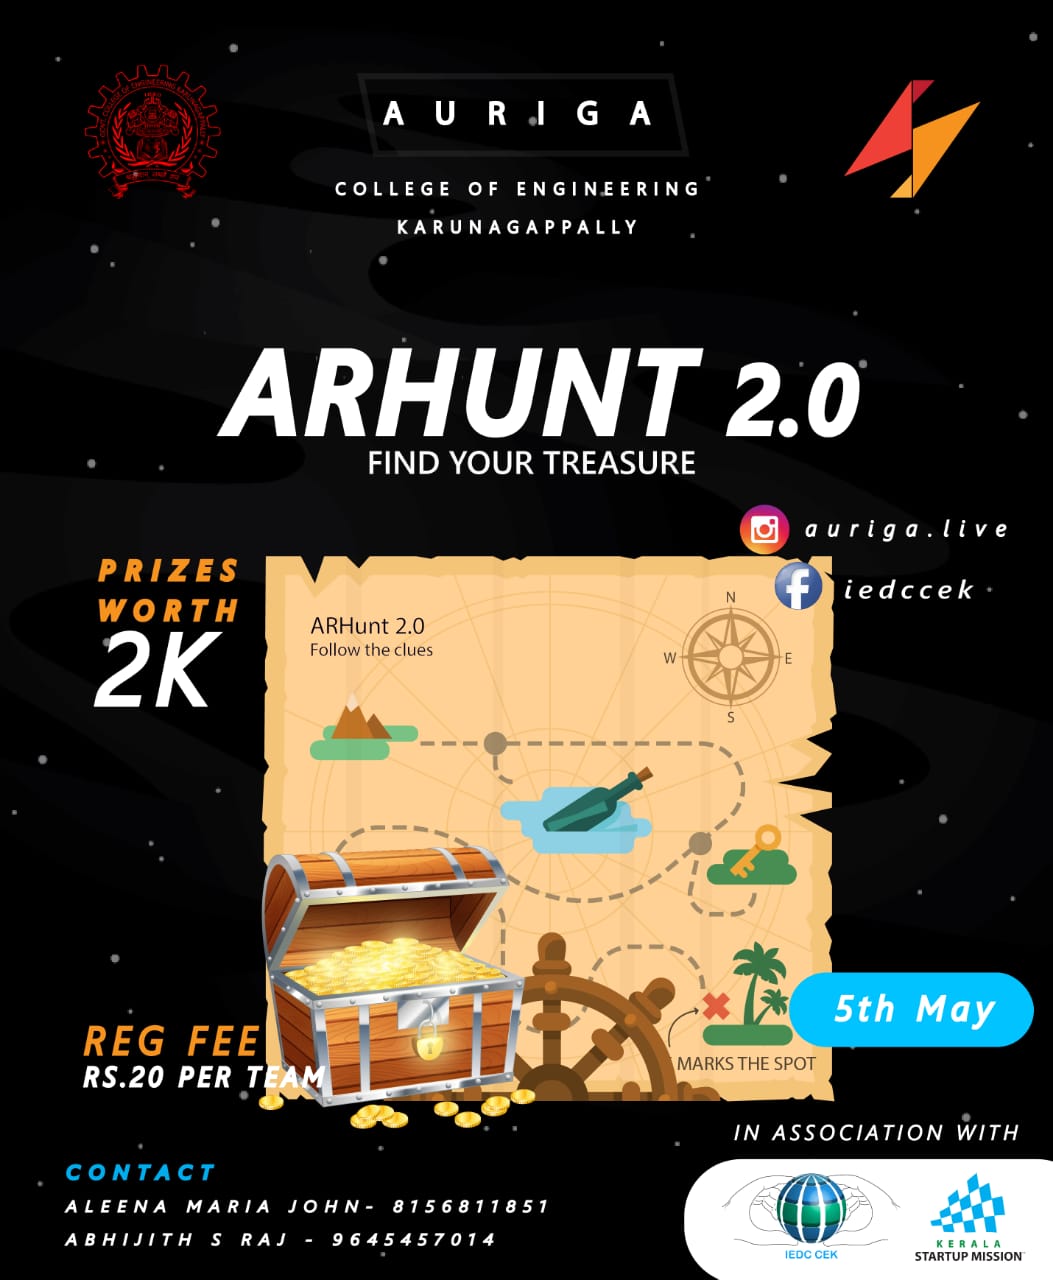 AURIGA
COLLEGE OF ENGINEERING
KARUNAGAPPALLY
ARHUNT 2.0
FIND YOUR TREASURE
auriga.live
iedccek
PRIZES
WORTH
2K
ARHunt 2.0
Follow the clues
N
W
E
S
MARKS THE SPOT
5th May
REG FEE
RS.20 PER TEAM
IN ASSOCIATION WITH
CONTACT
ALEENA MARIA JOHN- 8156811851
ABHIJITH S RAJ - 9645457014
IEDC CEK
KERALA
STARTUP MISSION